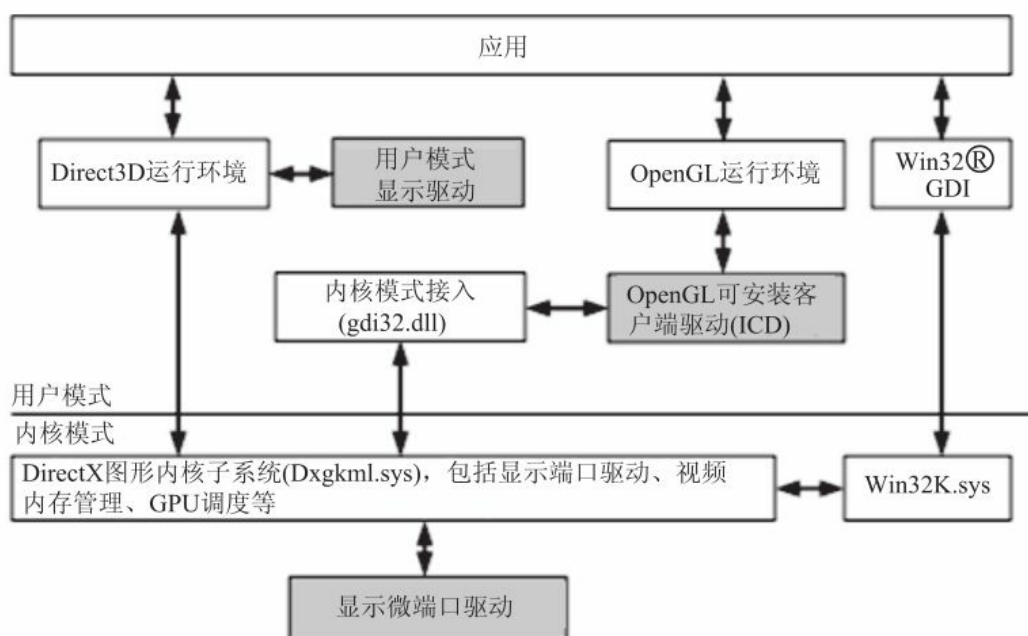 应用
Direct3D运行环境
用户模式
显示驱动
OpenGL运行环境
Win32®
GDI
内核模式接入
(gdi32.dll)
OpenGL可安装客
户端驱动(ICD)
用户模式
内核模式
DirectX图形内核子系统(Dxgkml.sys)，包括显示端口驱动、视频
内存管理、GPU调度等
Win32K.sys
显示微端口驱动